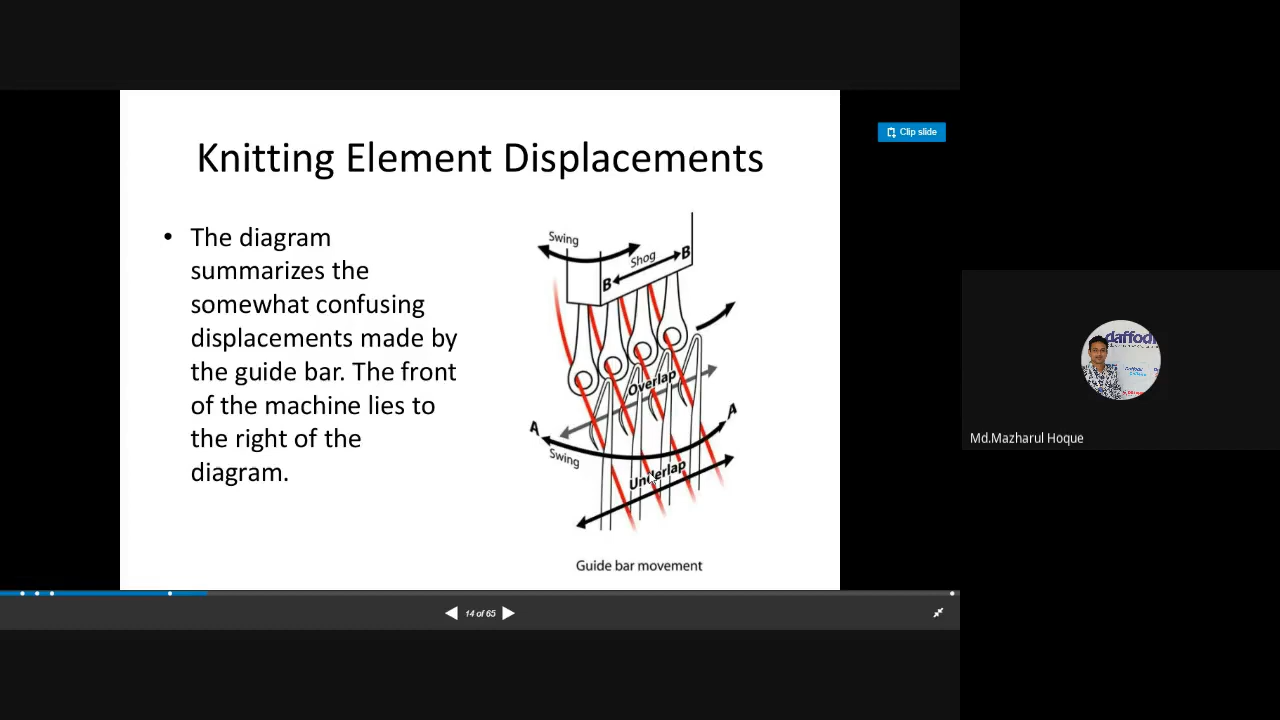 Clip slide
Knitting Element Displacements
• The diagram
summarizes the
somewhat confusing
displacements made by
the guide bar. The front
of the machine lies to
the right of the
diagram.
Swing
B
Shog
B
Overlap
A
A
Swing
Underlap
Guide bar movement
14 of 65
daffodi
Md.Mazharul Hoque